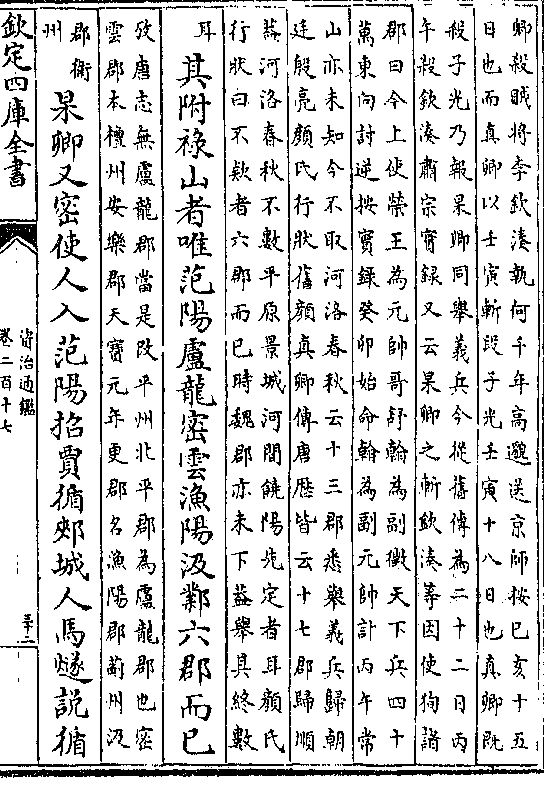 卿殺賊將李欽湊執何千年高邈送京師按己亥十五
日也而真卿以壬寅斬段子光壬寅十八日也真卿既
殺子光乃報杲卿同舉義兵今從舊傳為二十二日丙
午殺欽湊肅宗實録又云杲卿之斬欽湊等因使徇諸
郡曰今上使榮王為元帥哥舒翰為副徴天下兵四十
萬東向討逆按實録癸卯始命翰為副元帥計丙午常
山亦未知今不取河洛春秋云十三郡悉舉義兵歸朝
廷殷亮顔氏行狀舊顔真卿傳唐歴皆云十七郡歸順
葢河洛春秋不數平原景城河間饒陽先定者耳顔氏
行狀曰不欵者六郡而已時魏郡亦未下葢舉其終數
耳
其附祿山者唯范陽盧龍密雲漁陽汲鄴六郡而已
攷唐志無盧龍郡當是改平州北平郡為盧龍郡也密
雲郡本檀州安樂郡天寶元年更郡名漁陽郡薊州汲
郡衛
州
杲卿又密使人入范陽招賈循郟城人馬燧說循
欽定四庫全書
資治通鑑
卷二百十七